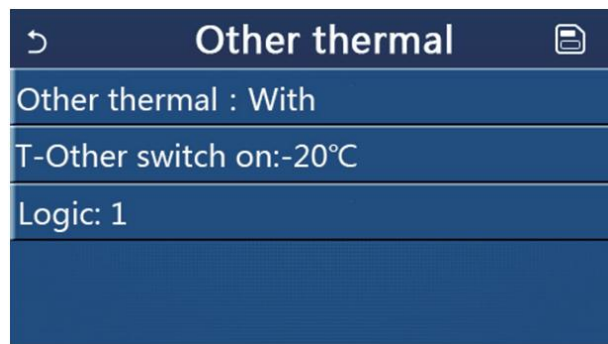 Other thermal
Other thermal : With
T-Other switch on:-20℃
Logic: 1